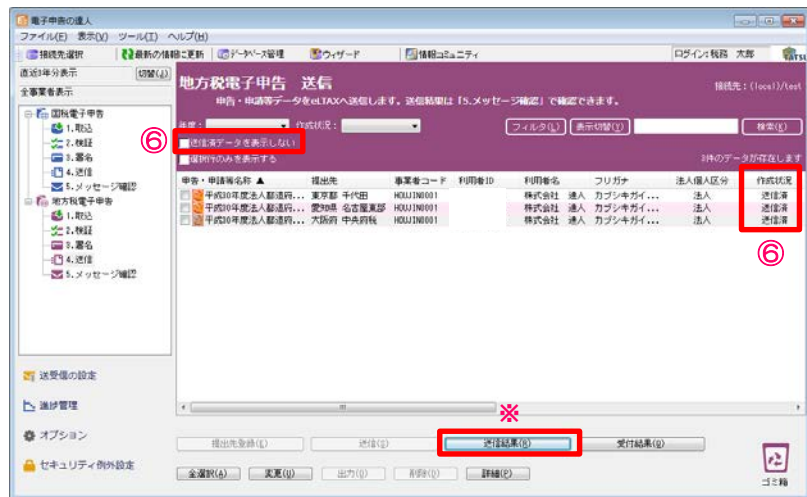 電子申告の達人
ファイル(F) 表示(V) ツール(T) ヘルプ(H)
接続先選択 最新の情報に更新 データベース管理 ウィザード 情報コミュニティ ログイン:税務 太郎
直近3年分表示 切替(J)
全事業者表示
国税電子申告
1.取込
2.検証
3.署名
4.送信
5.メッセージ確認
地方税電子申告
1.取込
2.検証
3.署名
4.送信
5.メッセージ確認
送受信の設定
進捗管理
オプション
セキュリティ例外設定
地方税電子申告 送信
接続先:(local)/test
申告・申請等データをeLTAXへ送信します。送信結果は「5.メッセージ確認」で確認できます。
年度: 作成状況: フィルタ(L) 表示切替(Y) 検索(K)
⑥
送信済データを表示しない
選択行のみを表示する
3件のデータが存在します
申告・申請等名称 ▲ 提出先 事業者コード 利用者ID 利用者名 フリガナ 法人個人区分 作成状況
平成30年度法人都道府... 東京都 千代田 HOUJIN0001 株式会社 達人 カブシキガイ... 法人 送信済
平成30年度法人都道府... 愛知県 名古屋東部 HOUJIN0001 株式会社 達人 カブシキガイ... 法人 送信済
平成30年度法人都道府... 大阪府 中央府税 HOUJIN0001 株式会社 達人 カブシキガイ... 法人 送信済
⑥
※
提出先登録(E) 送信(S) 送信結果(R) 受付結果(Q)
全選択(A) 変更(U) 出力(O) 削除(D) 詳細(P)
ゴミ箱